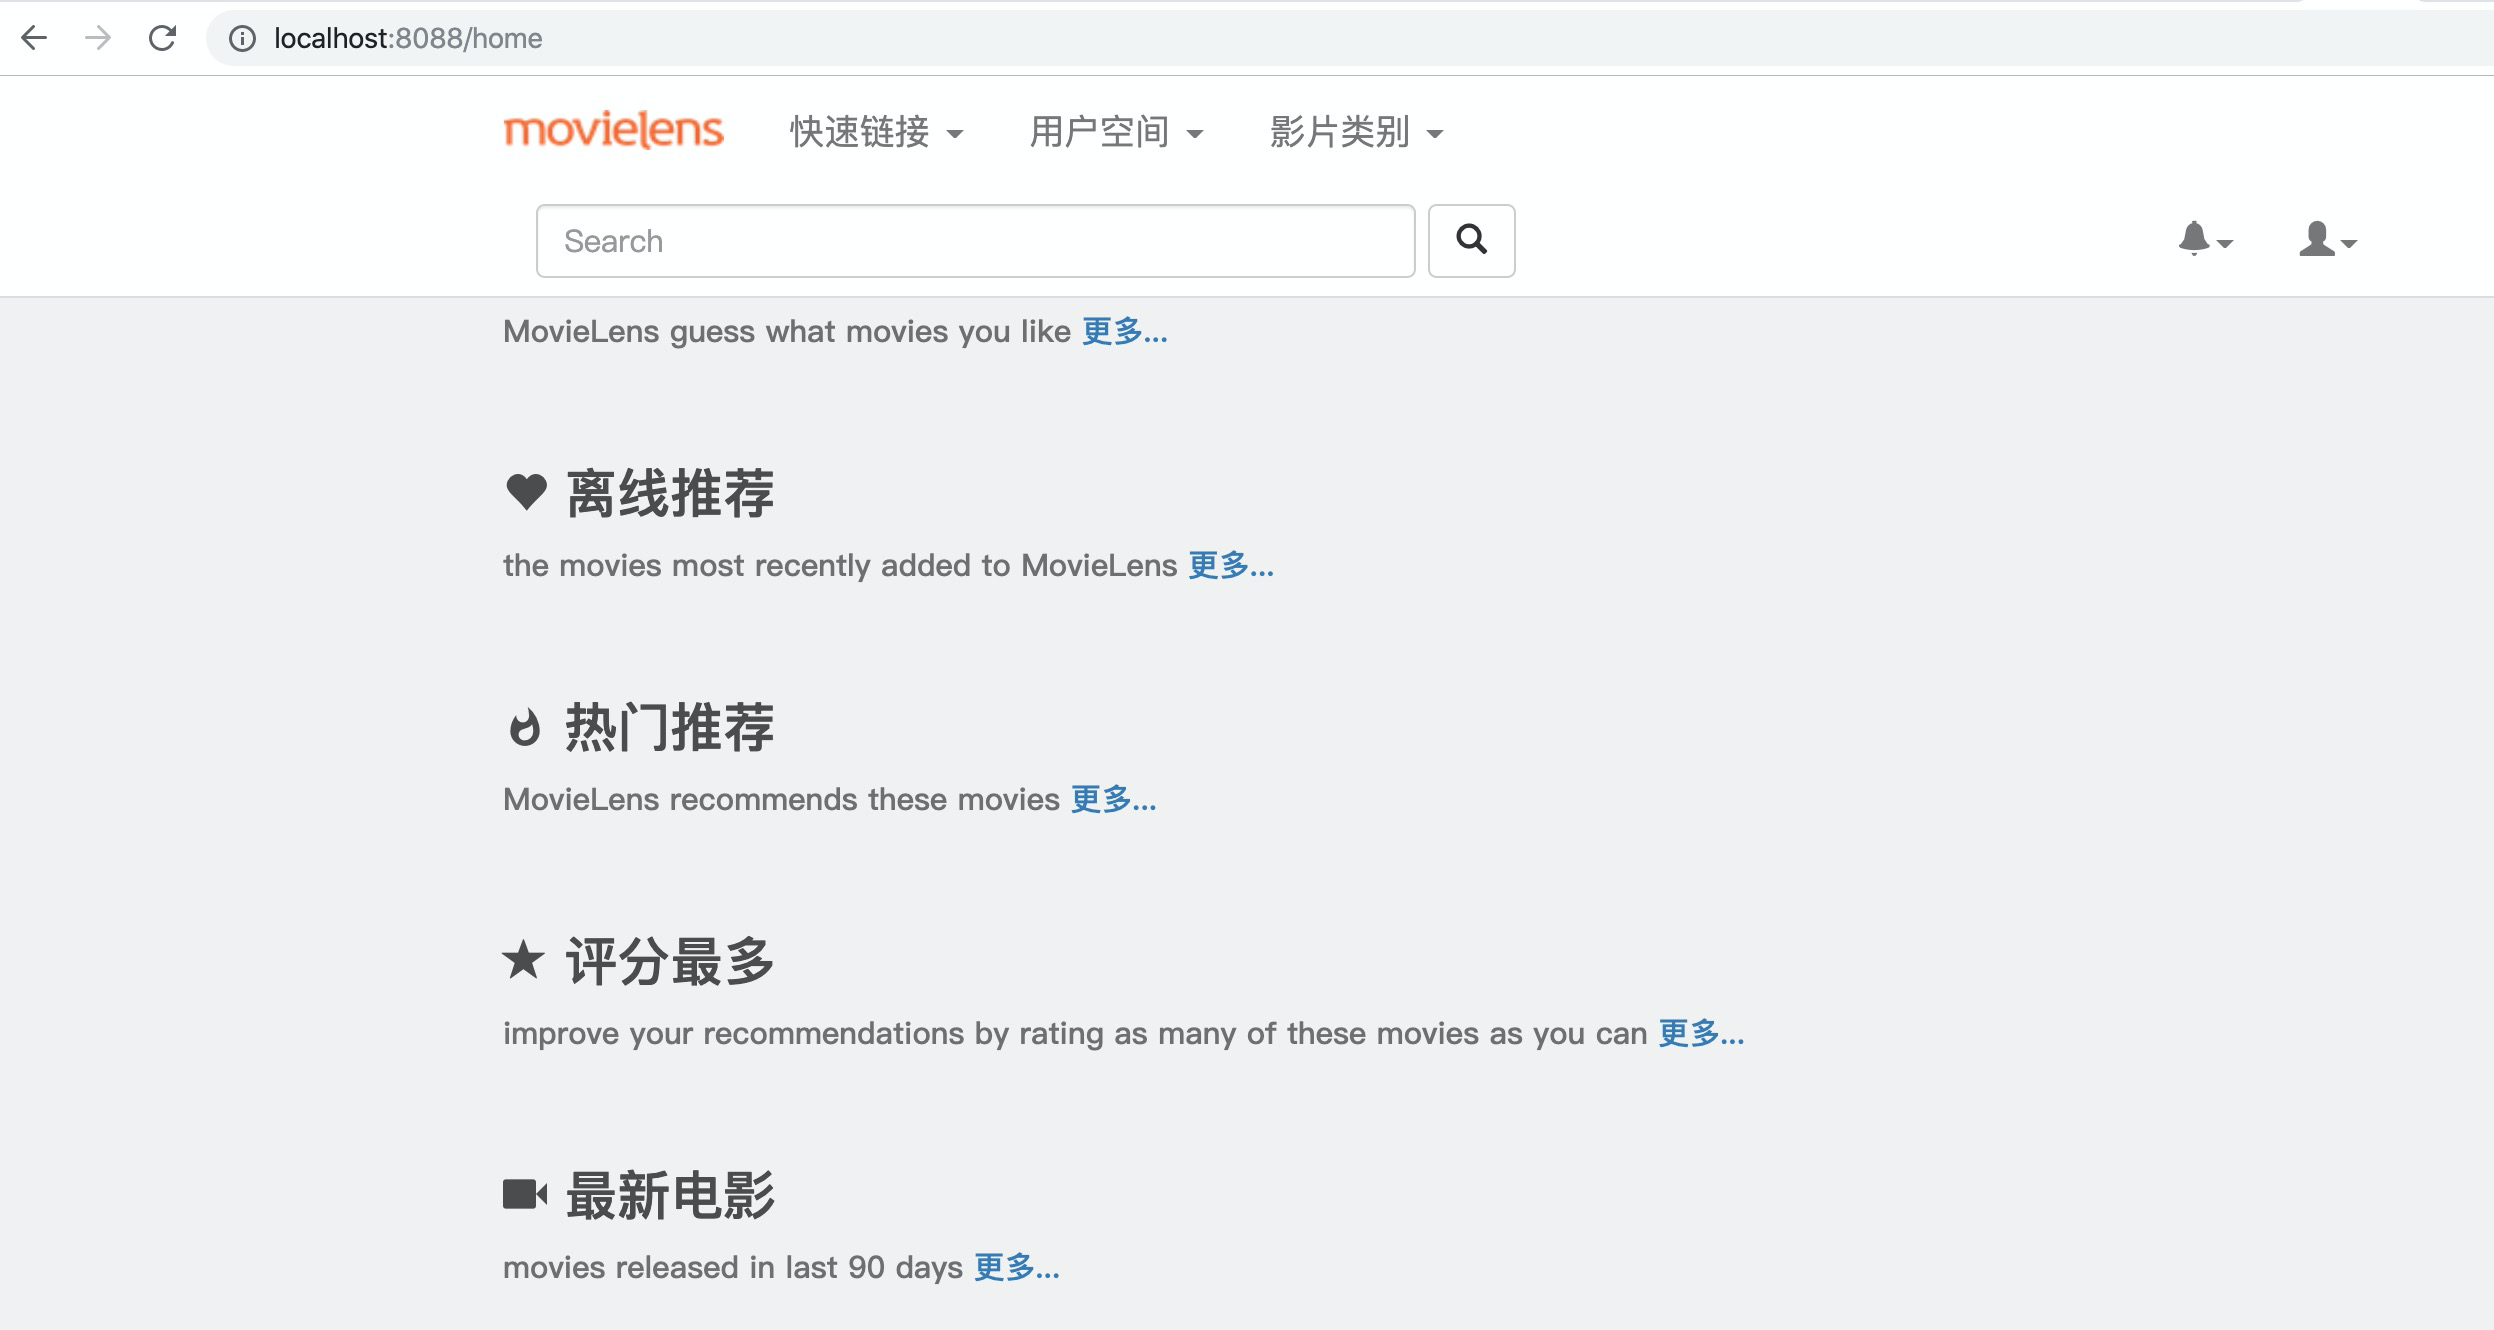 localhost:8088/home
movielens 快速链接 用户空间 影片类别
Search
MovieLens guess what movies you like 更多...
离线推荐
the movies most recently added to MovieLens 更多...
热门推荐
MovieLens recommends these movies 更多...
评分最多
improve your recommendations by rating as many of these movies as you can 更多...
最新电影
movies released in last 90 days 更多...